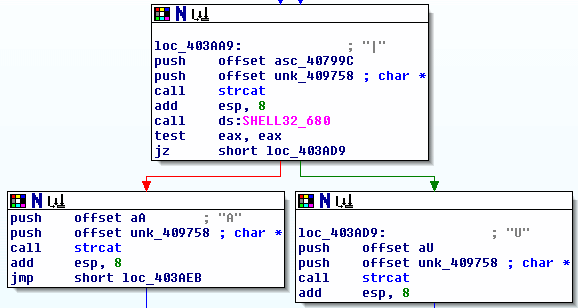 loc_403AA9: ; "|"
push offset asc_40799C
push offset unk_409758 ; char *
call strcat
add esp, 8
call ds:SHELL32_680
test eax, eax
jz short loc_403AD9
push offset aA ; "A"
push offset unk_409758 ; char *
call strcat
add esp, 8
jmp short loc_403AEB
loc_403AD9: ; "U"
push offset aU
push offset unk_409758 ; char *
call strcat
add esp, 8